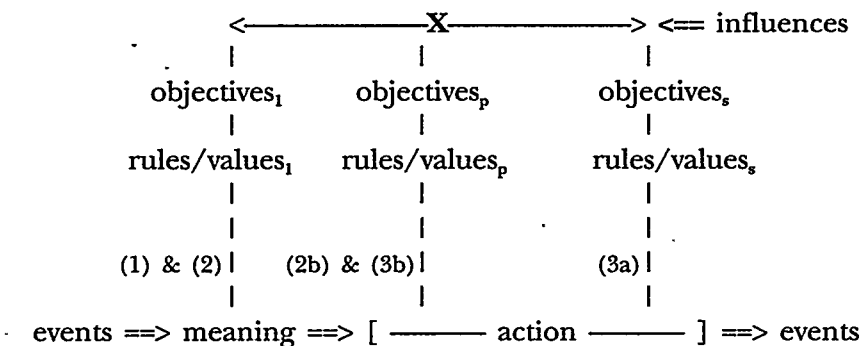 <————————X————————> <== influences
| | |
objectives₁ objectivesₚ objectivesₛ
| | |
rules/values₁ rules/valuesₚ rules/valuesₛ
| | |
| | |
(1) & (2) | (2b) & (3b) | (3a) |
| | |
events ==> meaning ==> [ ——— action ——— ] ==> events